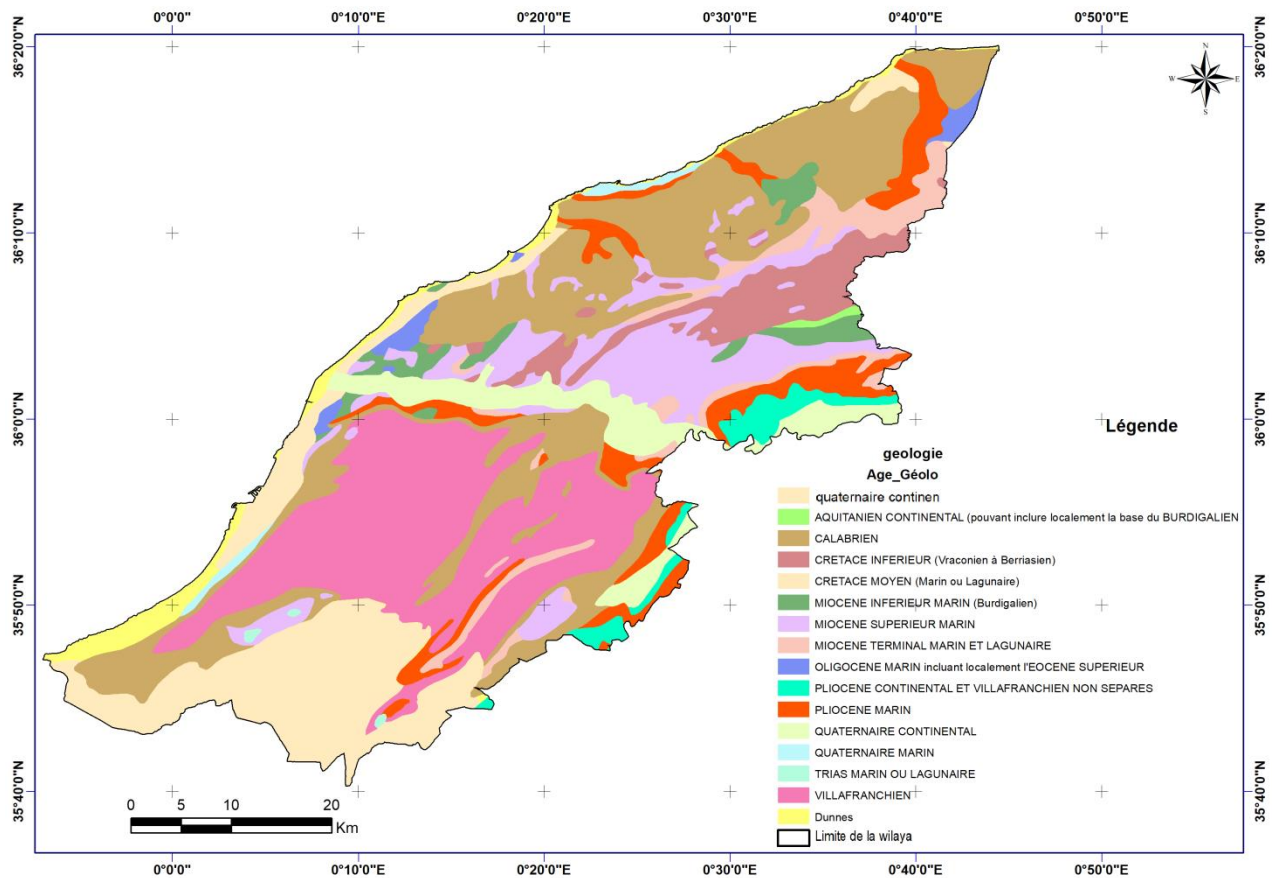 0°0'0" 0°10'0"E 0°20'0"E 0°30'0"E 0°40'0"E 0°50'0"E
36°20'0"N 36°20'0"N
N
W E
S
36°10'0"N 36°10'0"N
36°0'0"N 36°0'0"N
Légende
geologie
Age_Géolo
quaternaire continen
AQUITANIEN CONTINENTAL (pouvant inclure localement la base du BURDIGALIEN
CALABRIEN
CRETACE INFERIEUR (Vraconien à Berriasien)
CRETACE MOYEN (Marin ou Lagunaire)
MIOCENE INFERIEUR MARIN (Burdigalien)
MIOCENE SUPERIEUR MARIN
MIOCENE TERMINAL MARIN ET LAGUNAIRE
OLIGOCENE MARIN incluant localement l'EOCENE SUPERIEUR
PLIOCENE CONTINENTAL ET VILLAFRANCHIEN NON SEPARES
PLIOCENE MARIN
QUATERNAIRE CONTINENTAL
QUATERNAIRE MARIN
TRIAS MARIN OU LAGUNAIRE
VILLAFRANCHIEN
Dunnes
Limite de la wilaya
35°50'0"N 35°50'0"N
35°40'0"N 35°40'0"N
0 5 10 20
Km
0°0'0" 0°10'0"E 0°20'0"E 0°30'0"E 0°40'0"E 0°50'0"E